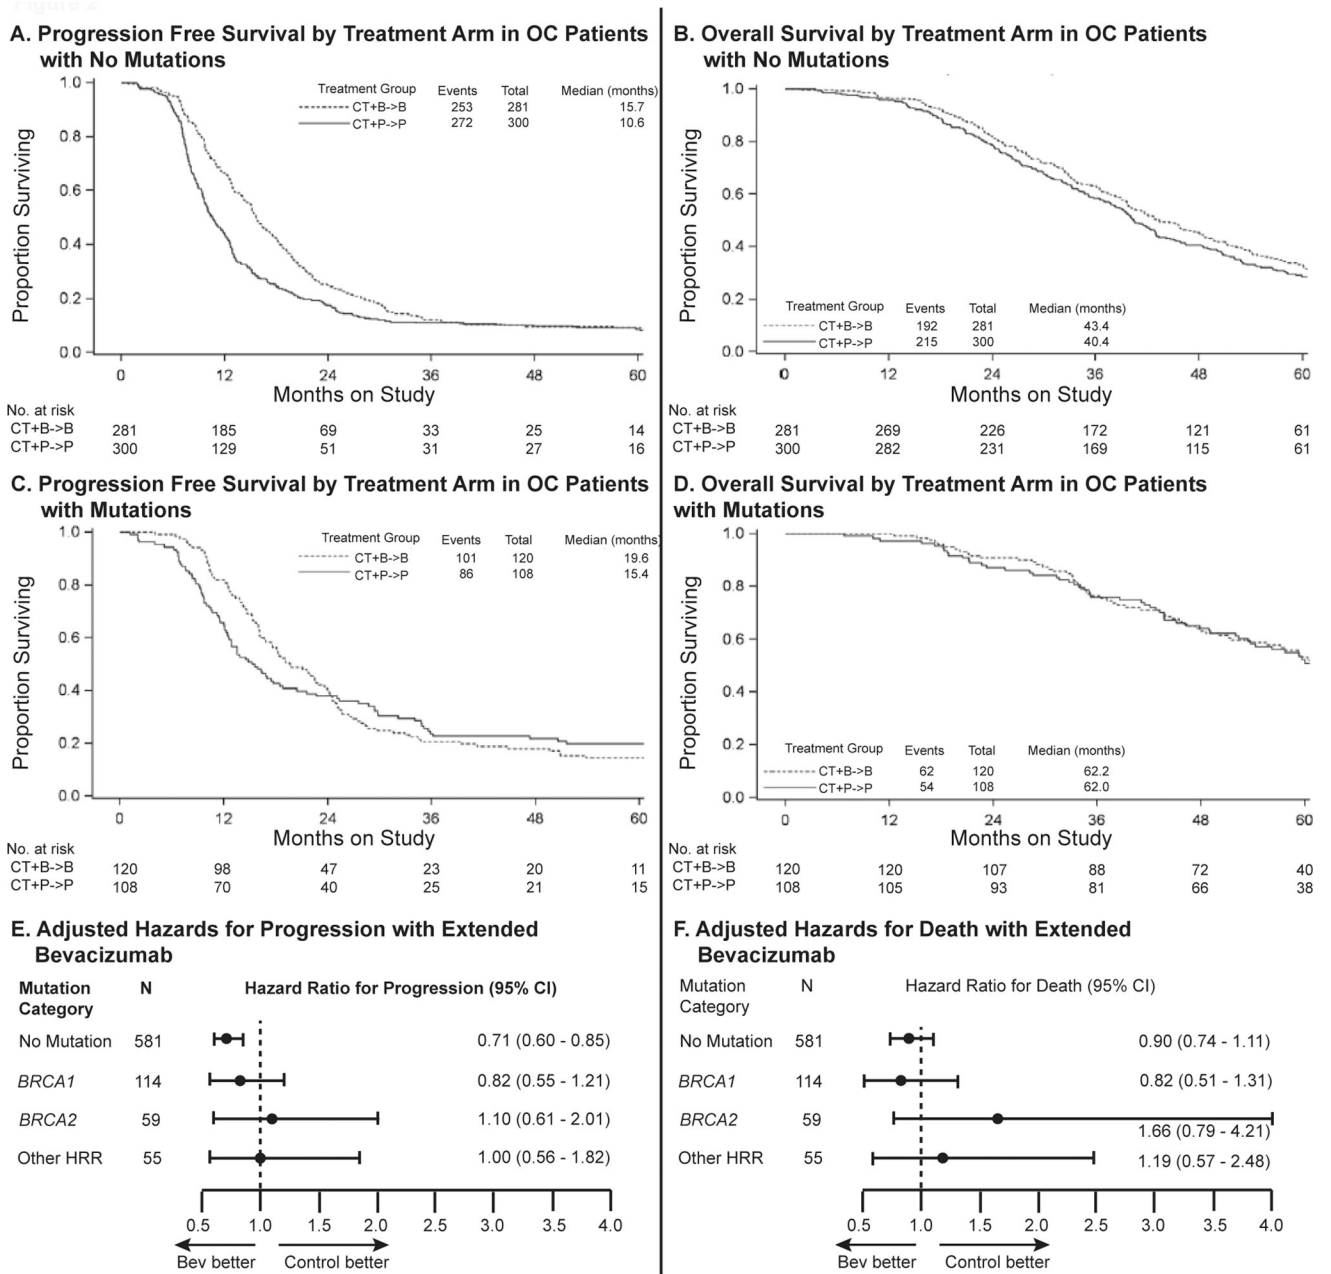 A. Progression Free Survival by Treatment Arm in OC Patients
with No Mutations
Proportion Surviving
1.0
0.8
0.6
0.4
0.2
0.0
Treatment Group Events Total Median (months)
CT+B->B 253 281 15.7
CT+P->P 272 300 10.6
0 12 24 36 48 60
Months on Study
No. at risk
CT+B->B 281 185 69 33 25 14
CT+P->P 300 129 51 31 27 16
B. Overall Survival by Treatment Arm in OC Patients
with No Mutations
Proportion Surviving
1.0
0.8
0.6
0.4
0.2
0.0
Treatment Group Events Total Median (months)
CT+B->B 192 281 43.4
CT+P->P 215 300 40.4
0 12 24 36 48 60
Months on Study
No. at risk
CT+B->B 281 269 226 172 121 61
CT+P->P 300 282 231 169 115 61
C. Progression Free Survival by Treatment Arm in OC Patients
with Mutations
Proportion Surviving
1.0
0.8
0.6
0.4
0.2
0.0
Treatment Group Events Total Median (months)
CT+B->B 101 120 19.6
CT+P->P 86 108 15.4
0 12 24 36 48 60
Months on Study
No. at risk
CT+B->B 120 98 47 23 20 11
CT+P->P 108 70 40 25 21 15
D. Overall Survival by Treatment Arm in OC Patients
with Mutations
Proportion Surviving
1.0
0.8
0.6
0.4
0.2
0.0
Treatment Group Events Total Median (months)
CT+B->B 62 120 62.2
CT+P->P 54 108 62.0
0 12 24 36 48 60
Months on Study
No. at risk
CT+B->B 120 120 107 88 72 40
CT+P->P 108 105 93 81 66 38
E. Adjusted Hazards for Progression with Extended
Bevacizumab
Mutation N Hazard Ratio for Progression (95% CI)
Category
No Mutation 581 0.71 (0.60 - 0.85)
BRCA1 114 0.82 (0.55 - 1.21)
BRCA2 59 1.10 (0.61 - 2.01)
Other HRR 55 1.00 (0.56 - 1.82)
0.5 1.0 1.5 2.0 2.5 3.0 3.5 4.0
Bev better Control better
F. Adjusted Hazards for Death with Extended
Bevacizumab
Mutation N Hazard Ratio for Death (95% CI)
Category
No Mutation 581 0.90 (0.74 - 1.11)
BRCA1 114 0.82 (0.51 - 1.31)
BRCA2 59 1.66 (0.79 - 4.21)
Other HRR 55 1.19 (0.57 - 2.48)
0.5 1.0 1.5 2.0 2.5 3.0 3.5 4.0
Bev better Control better